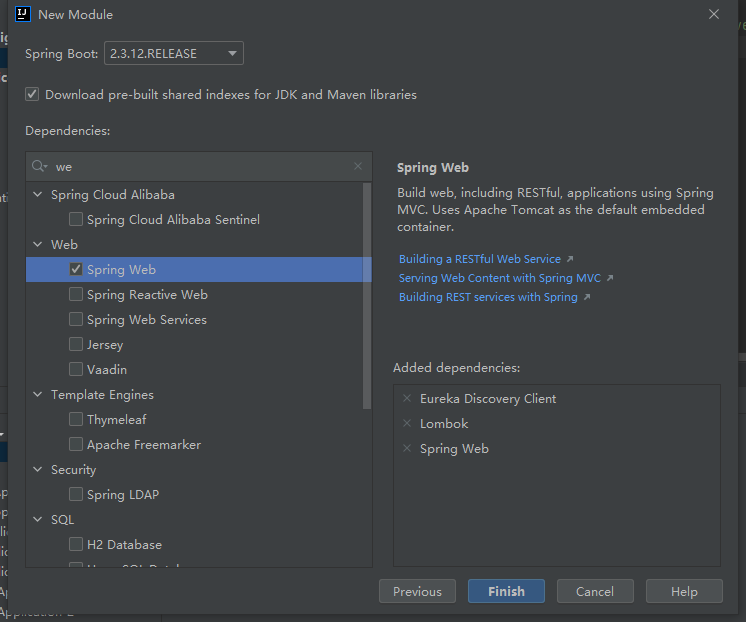 New Module
Spring Boot: 2.3.12.RELEASE
Download pre-built shared indexes for JDK and Maven libraries
Dependencies:
we
Spring Cloud Alibaba
Spring Cloud Alibaba Sentinel
Web
Spring Web
Spring Reactive Web
Spring Web Services
Jersey
Vaadin
Template Engines
Thymeleaf
Apache Freemarker
Security
Spring LDAP
SQL
H2 Database
Spring Web
Build web, including RESTful, applications using Spring
MVC. Uses Apache Tomcat as the default embedded
container.
Building a RESTful Web Service
Serving Web Content with Spring MVC
Building REST services with Spring
Added dependencies:
Eureka Discovery Client
Lombok
Spring Web
Previous
Finish
Cancel
Help